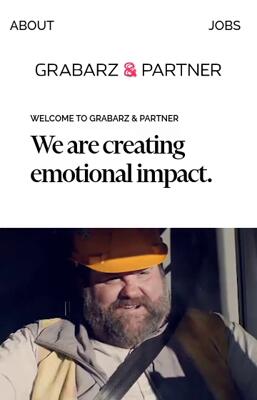 ABOUT JOBS
GRABARZ & PARTNER
WELCOME TO GRABARZ & PARTNER
We are creating
emotional impact.